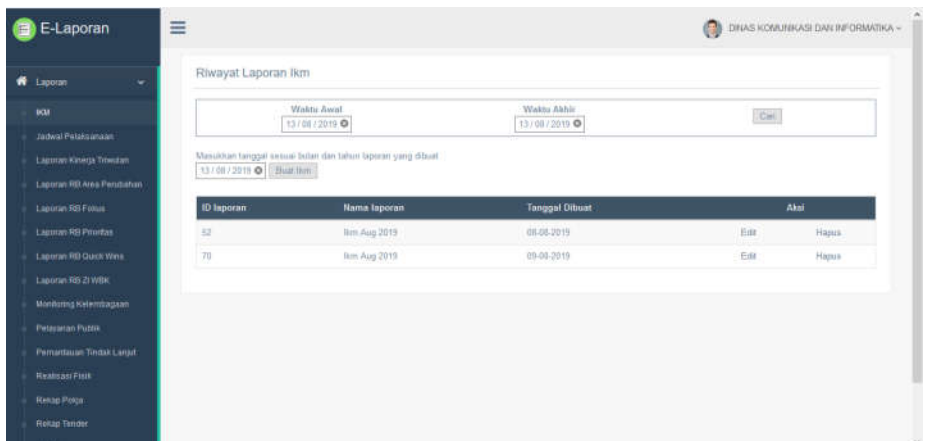 E-Laporan
DINAS KOMUNIKASI DAN INFORMATIKA
Laporan
IKM
Jadwal Pelaksanaan
Laporan Kinerja Triwulan
Laporan RB Area Perubahan
Laporan RB Fokus
Laporan RB Prioritas
Laporan RB Quick Wins
Laporan RB ZI WBK
Monitoring Kelembagaan
Pelayanan Publik
Pemantauan Tindak Lanjut
Realisasi Fisik
Rekap Pokja
Rekap Tender
Riwayat Laporan Ikm
Waktu Awal Waktu Akhir
13 / 08 / 2019 13 / 08 / 2019 Cari
Masukkan tanggal sesuai bulan dan tahun laporan yang dibuat
13 / 08 / 2019 Buat Ikm
ID laporan Nama laporan Tanggal Dibuat Aksi
52 Ikm Aug 2019 08-08-2019 Edit Hapus
70 Ikm Aug 2019 09-08-2019 Edit Hapus